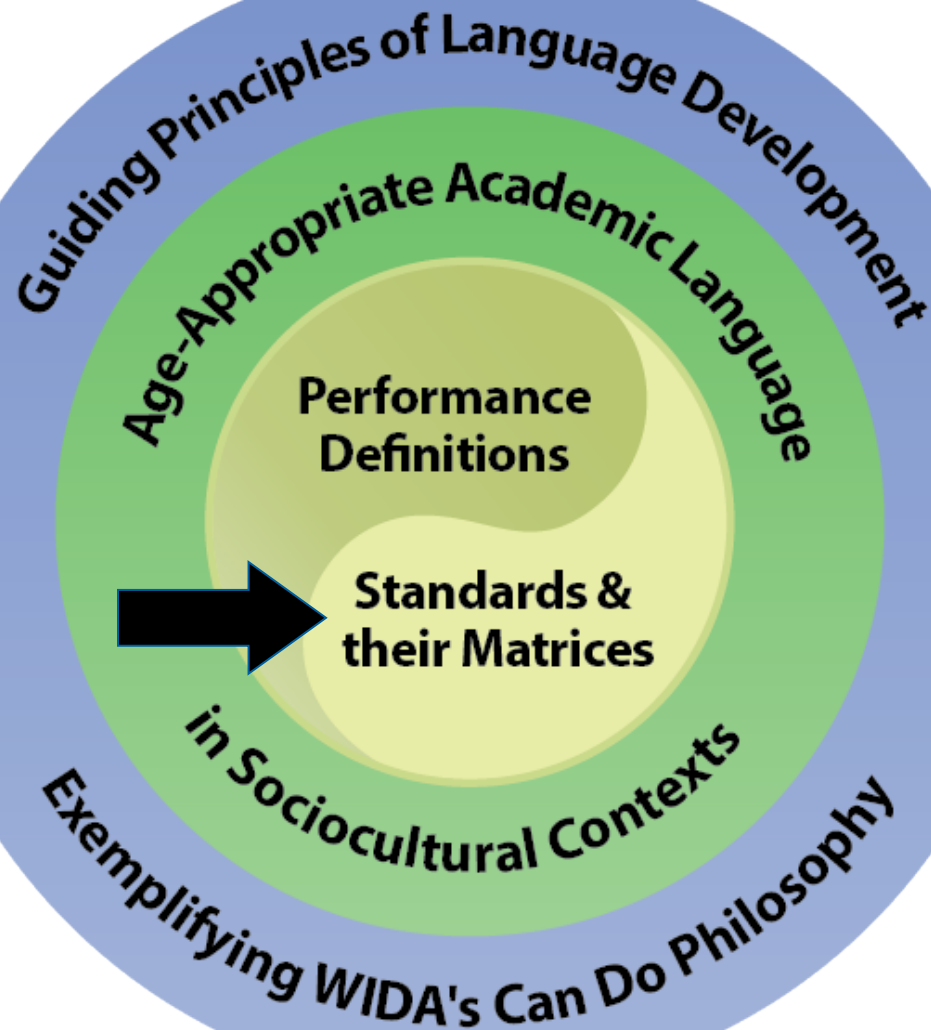 Guiding Principles of Language Development
Age-Appropriate Academic Language
Performance
Definitions
Standards &
their Matrices
in Sociocultural Contexts
Exemplifying WIDA's Can Do Philosophy